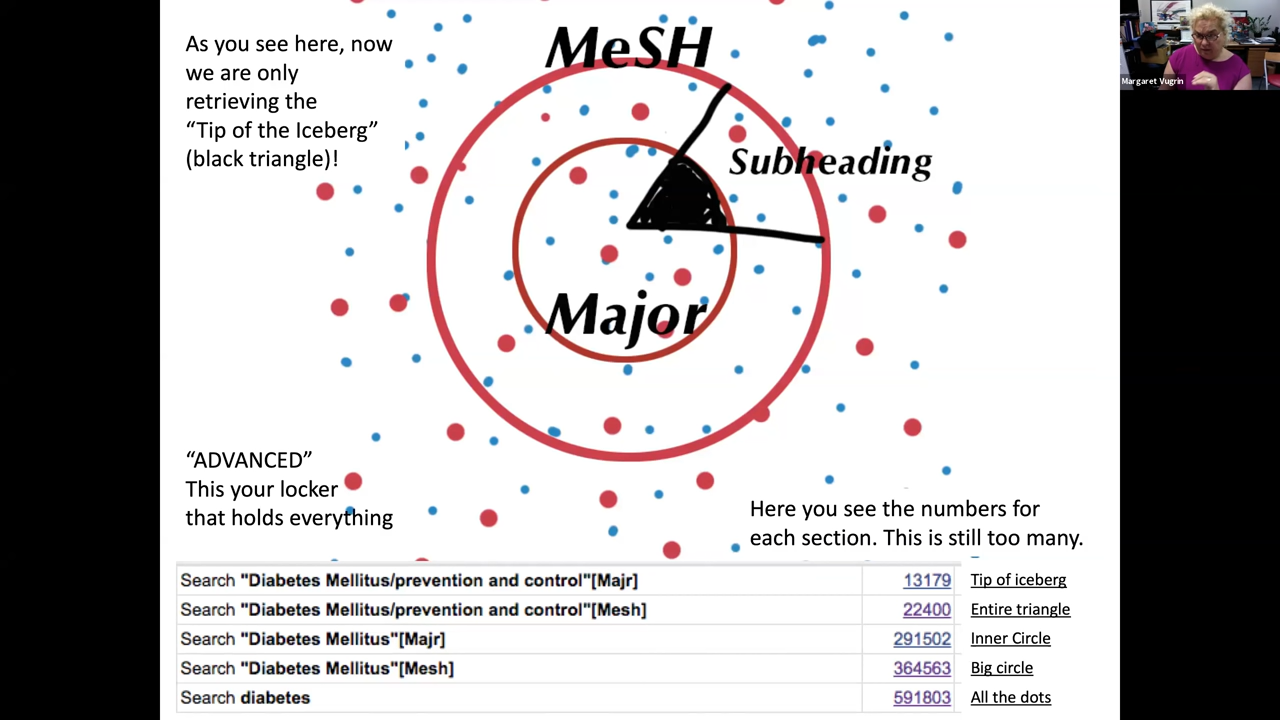 As you see here, now
we are only
retrieving the
“Tip of the Iceberg”
(black triangle)!
MeSH
Subheading
Major
Margaret Vugrin
“ADVANCED”
This your locker
that holds everything
Here you see the numbers for
each section. This is still too many.
Search "Diabetes Mellitus/prevention and control"[Majr] 13179 Tip of iceberg
Search "Diabetes Mellitus/prevention and control"[Mesh] 22400 Entire triangle
Search "Diabetes Mellitus"[Majr] 291502 Inner Circle
Search "Diabetes Mellitus"[Mesh] 364563 Big circle
Search diabetes 591803 All the dots